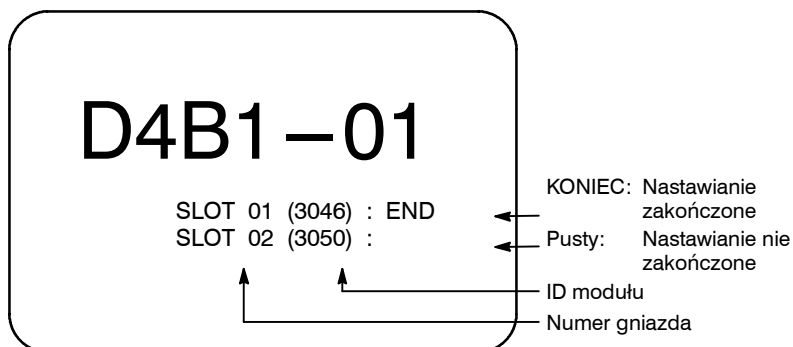 D4B1–01
SLOT 01 (3046) : END
SLOT 02 (3050) :
KONIEC: Nastawianie
zakończone
Pusty: Nastawianie nie
zakończone
ID modułu
Numer gniazda